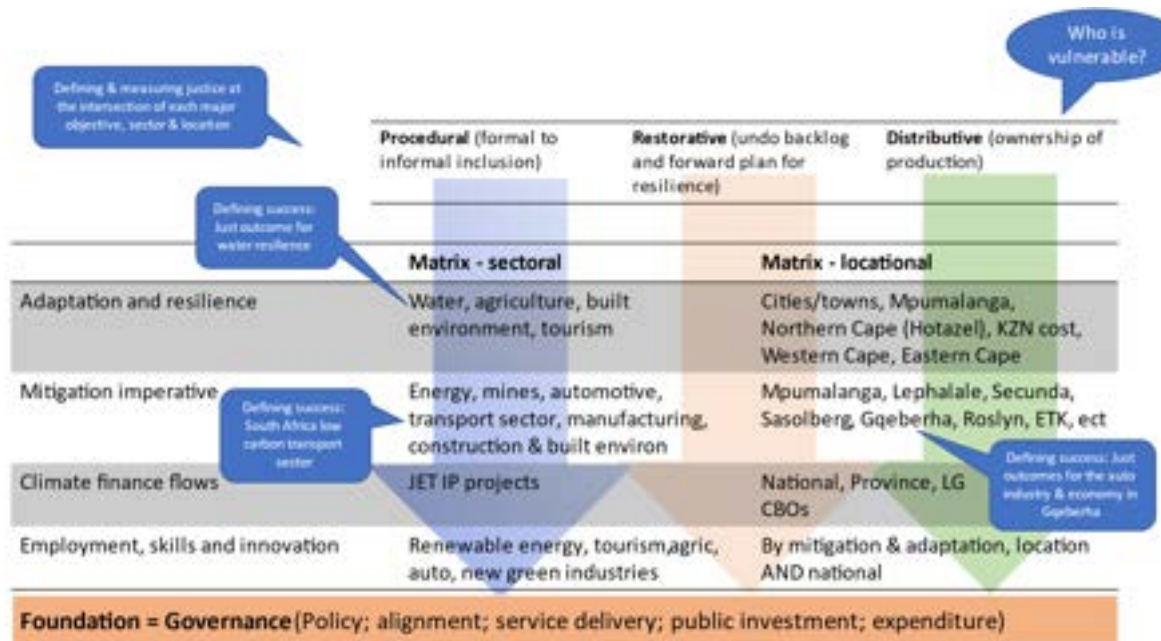 Who is
vulnerable?
Defining & measuring justice at
the intersection of each major
objective, sector & location
Procedural (formal to
informal inclusion)
Restorative (undo backlog
and forward plan for
resilience)
Distributive (ownership of
production)
Defining success:
Just outcome for
water resilience
Matrix - sectoral
Matrix - locational
Adaptation and resilience
Water, agriculture, built
environment, tourism
Cities/towns, Mpumalanga,
Northern Cape (Hotazel), KZN cost,
Western Cape, Eastern Cape
Mitigation imperative
Energy, mines, automotive,
transport sector, manufacturing,
construction & built environ
Mpumalanga, Lephalale, Secunda,
Sasolberg, Gqeberha, Roslyn, ETK, ect
Defining success:
South Africa low
carbon transport
sector
Defining success: Just
outcomes for the auto
industry & economy in
Gqeberha
Climate finance flows
JET IP projects
National, Province, LG
CBOs
Employment, skills and innovation
Renewable energy, tourism,agric,
auto, new green industries
By mitigation & adaptation, location
AND national
Foundation = Governance (Policy; alignment; service delivery; public investment; expenditure)